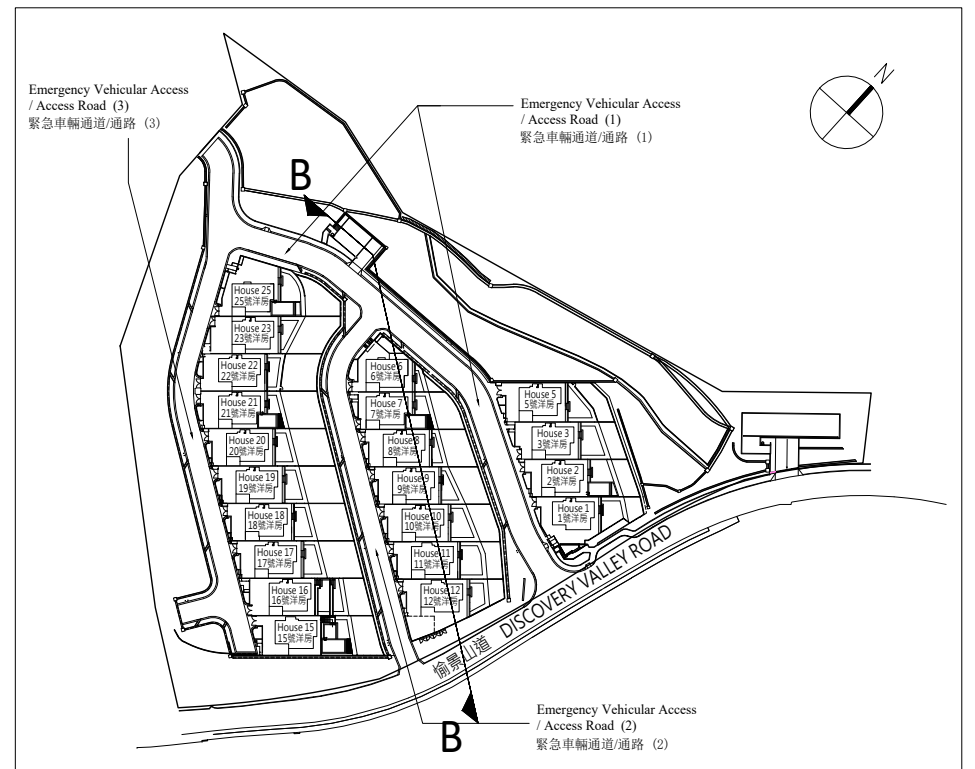 Emergency Vehicular Access
/ Access Road (3)
緊急車輛通道/通路 (3)
Emergency Vehicular Access
/ Access Road (1)
緊急車輛通道/通路 (1)
N
B
House 25
25號洋房
House 23
23號洋房
House 22
22號洋房
House 21
21號洋房
House 20
20號洋房
House 19
19號洋房
House 18
18號洋房
House 17
17號洋房
House 16
16號洋房
House 15
15號洋房
House 6
6號洋房
House 7
7號洋房
House 8
8號洋房
House 9
9號洋房
House 10
10號洋房
House 11
11號洋房
House 12
12號洋房
House 5
5號洋房
House 3
3號洋房
House 2
2號洋房
House 1
1號洋房
愉景山道 DISCOVERY VALLEY ROAD
B
Emergency Vehicular Access
/ Access Road (2)
緊急車輛通道/通路 (2)